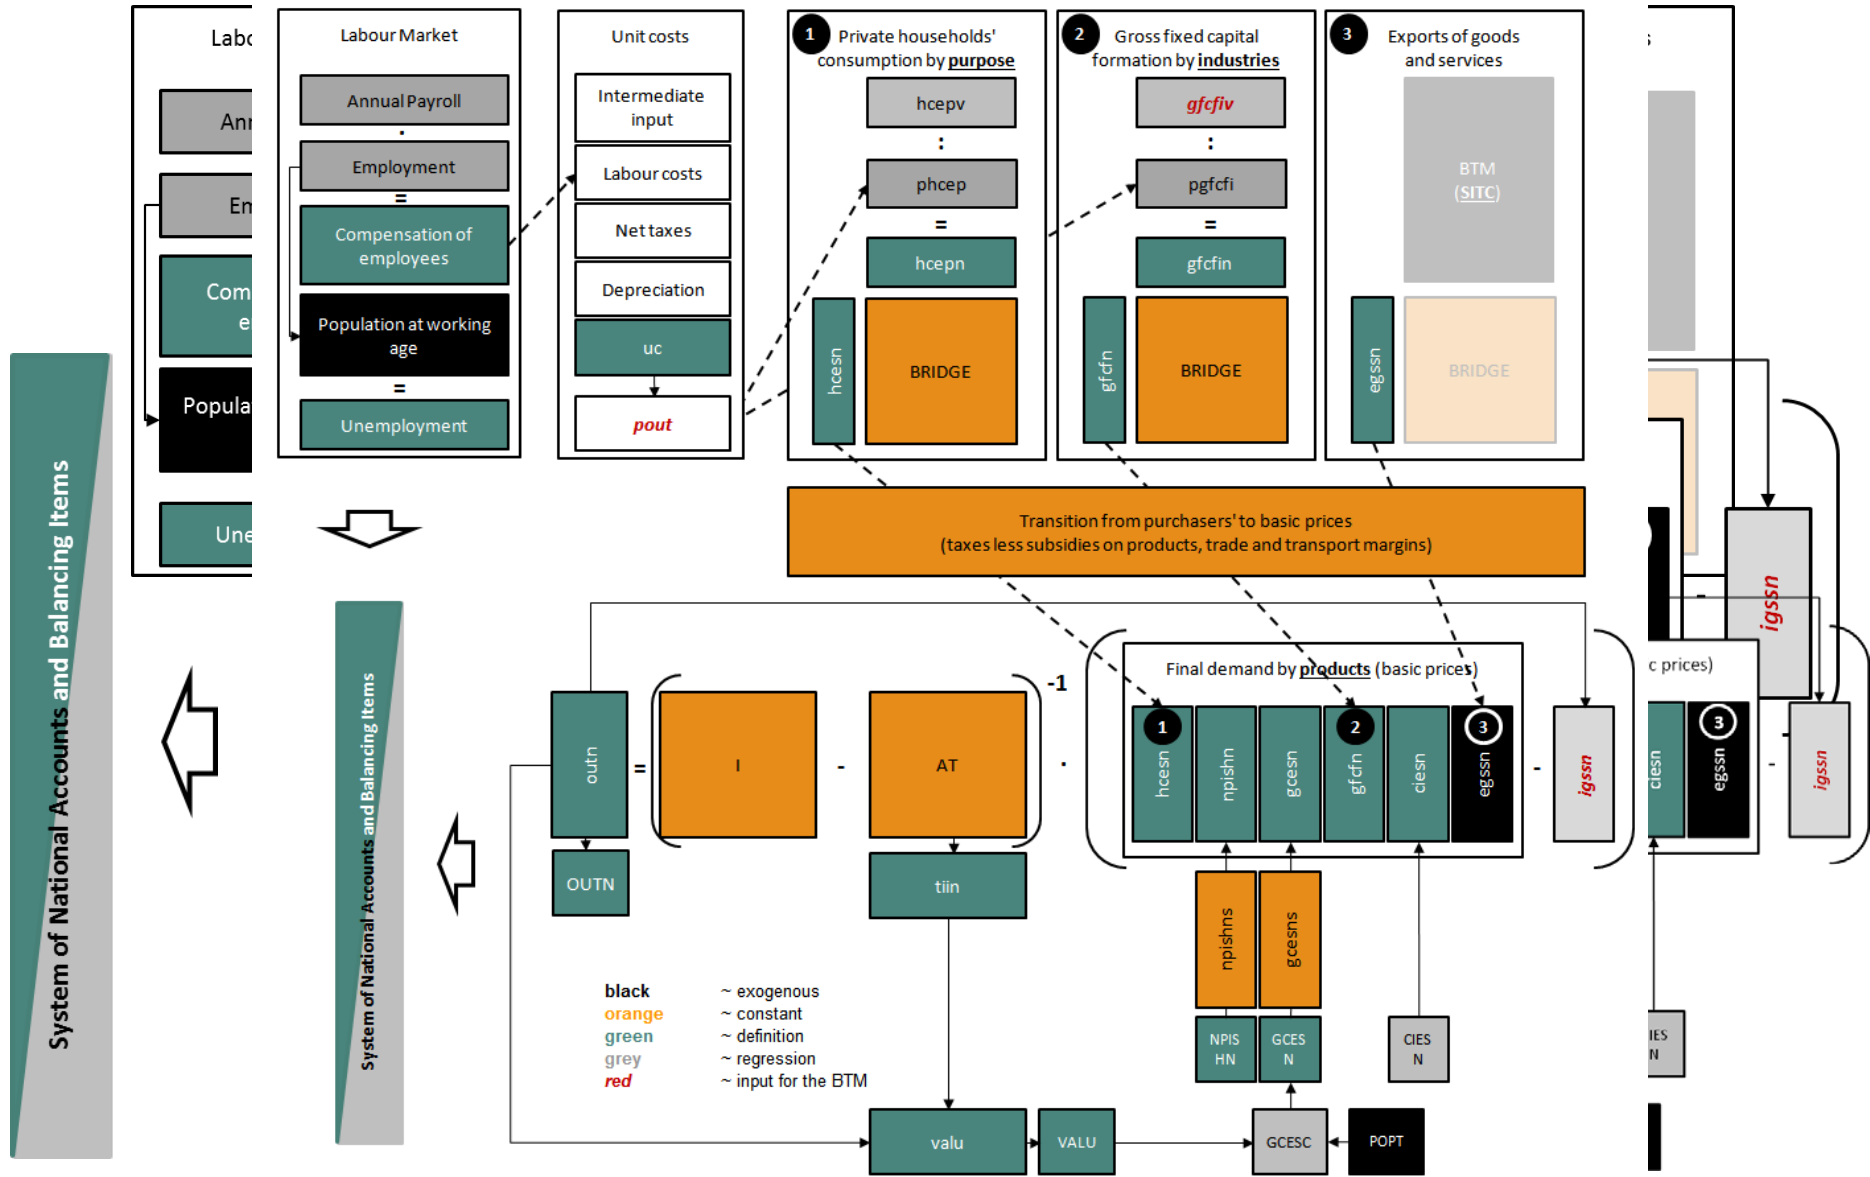 System of National Accounts and Balancing Items
Labo
Ann
Em
Com
e
Popula
Une
Labour Market
Annual Payroll
·
Employment
=
Compensation of
employees
Population at working
age
=
Unemployment
Unit costs
Intermediate
input
Labour costs
Net taxes
Depreciation
uc
pout
1
Private households'
consumption by purpose
hcepv
:
phcep
=
hcepn
hcesn
BRIDGE
2
Gross fixed capital
formation by industries
gfcfiv
:
pgfcfi
=
gfcfin
gfcfn
BRIDGE
3
Exports of goods
and services
BTM
(SITC)
egssn
BRIDGE
Transition from purchasers' to basic prices
(taxes less subsidies on products, trade and transport margins)
System of National Accounts and Balancing Items
outn
=
I
-
AT
-1
·
Final demand by products (basic prices)
1
hcesn
npishn
gcesn
2
gfcfn
ciesn
3
egssn
-
igssn
OUTN
tiin
npishns
gcesns
NPIS
HN
GCES
N
CIES
N
black ~ exogenous
orange ~ constant
green ~ definition
grey ~ regression
red ~ input for the BTM
valu
VALU
GCESC
POPT
-
igssn
c prices)
ciesn
3
egssn
-
igssn
IES
N